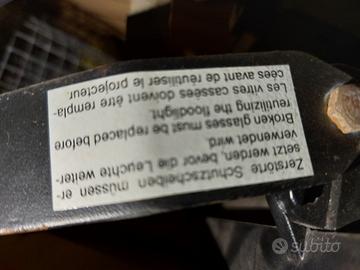 Zerstörte Schutzscheiben müssen er-
setzt werden, bevor die Leuchte weiter-
verwendet wird.
Broken glasses must be replaced before
reutilizing the floodlight.
Les vitres cassées doivent être rempla-
cées avant de réutiliser le projecteur.
subito